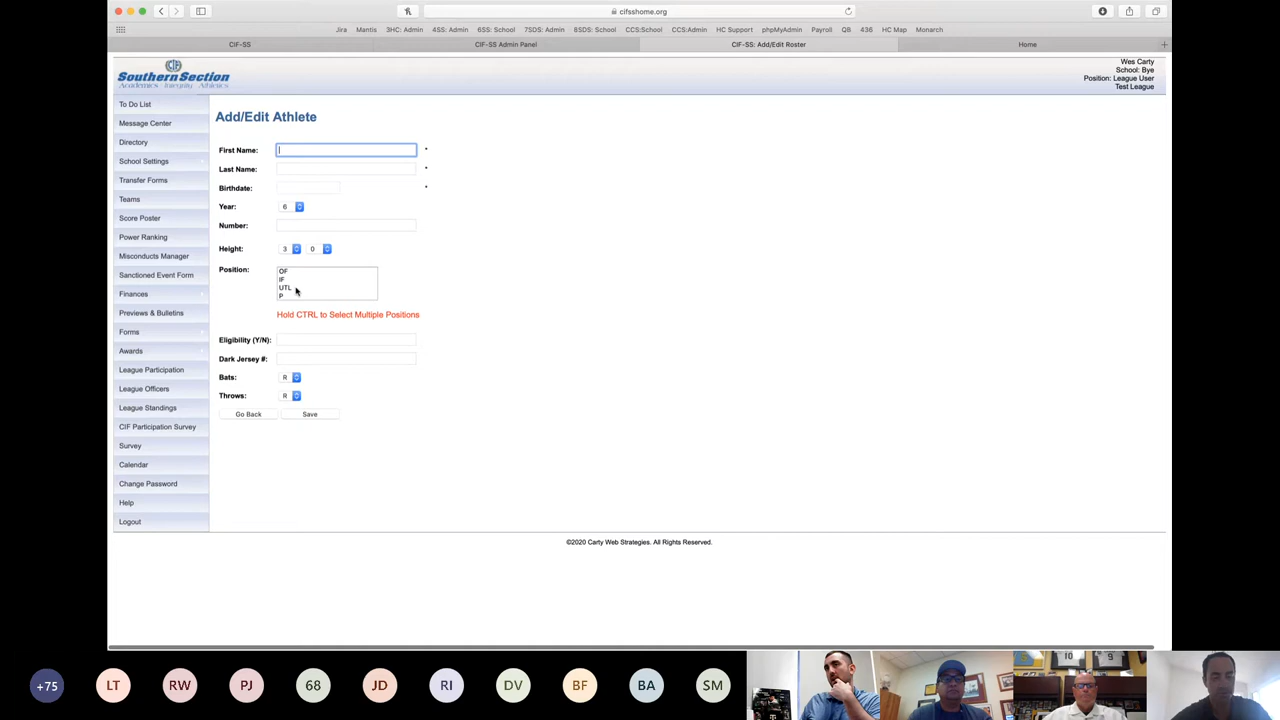 cifsshome.org
Jira Mantis 3HC: Admin 4SS: Admin 6SS: School 7SDS: Admin 8SDS: School CCS:School CCS:Admin HC Support phpMyAdmin Payroll QB 436 HC Map Monarch
CIF-SS CIF-SS Admin Panel CIF-SS: Add/Edit Roster Home
Southern Section
Academics Integrity Athletics
Wes Carty
School: Bye
Position: League User
Test League
To Do List
Message Center
Directory
School Settings
Transfer Forms
Teams
Score Poster
Power Ranking
Misconducts Manager
Sanctioned Event Form
Finances
Previews & Bulletins
Forms
Awards
League Participation
League Officers
League Standings
CIF Participation Survey
Survey
Calendar
Change Password
Help
Logout
Add/Edit Athlete
First Name: *
Last Name: *
Birthdate: *
Year: 6
Number:
Height: 3 0
Position: OF
IF
UTL
P
Hold CTRL to Select Multiple Positions
Eligibility (Y/N):
Dark Jersey #:
Bats: R
Throws: R
Go Back Save
©2020 Carty Web Strategies. All Rights Reserved.
+75 LT RW PJ 68 JD RI DV BF BA SM
10 9